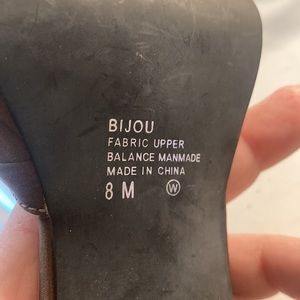 BIJOU
FABRIC UPPER
BALANCE MANMADE
MADE IN CHINA
8 M Ⓦ